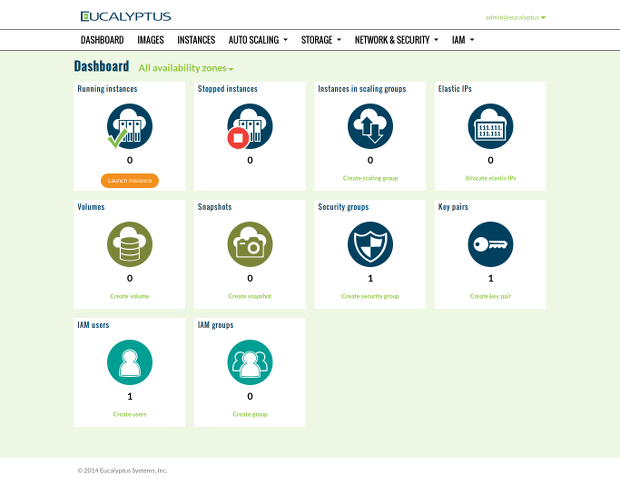 EUCALYPTUS
admin@eucalyptus
DASHBOARD IMAGES INSTANCES AUTO SCALING STORAGE NETWORK & SECURITY IAM
Dashboard All availability zones
Running instances
0
Launch instance
Stopped instances
0
Instances in scaling groups
0
Create scaling group
Elastic IPs
111.111.
111.111
0
Allocate elastic IPs
Volumes
0
Create volume
Snapshots
0
Create snapshot
Security groups
1
Create security group
Key pairs
1
Create key pair
IAM users
1
Create users
IAM groups
0
Create group
© 2014 Eucalyptus Systems, Inc.